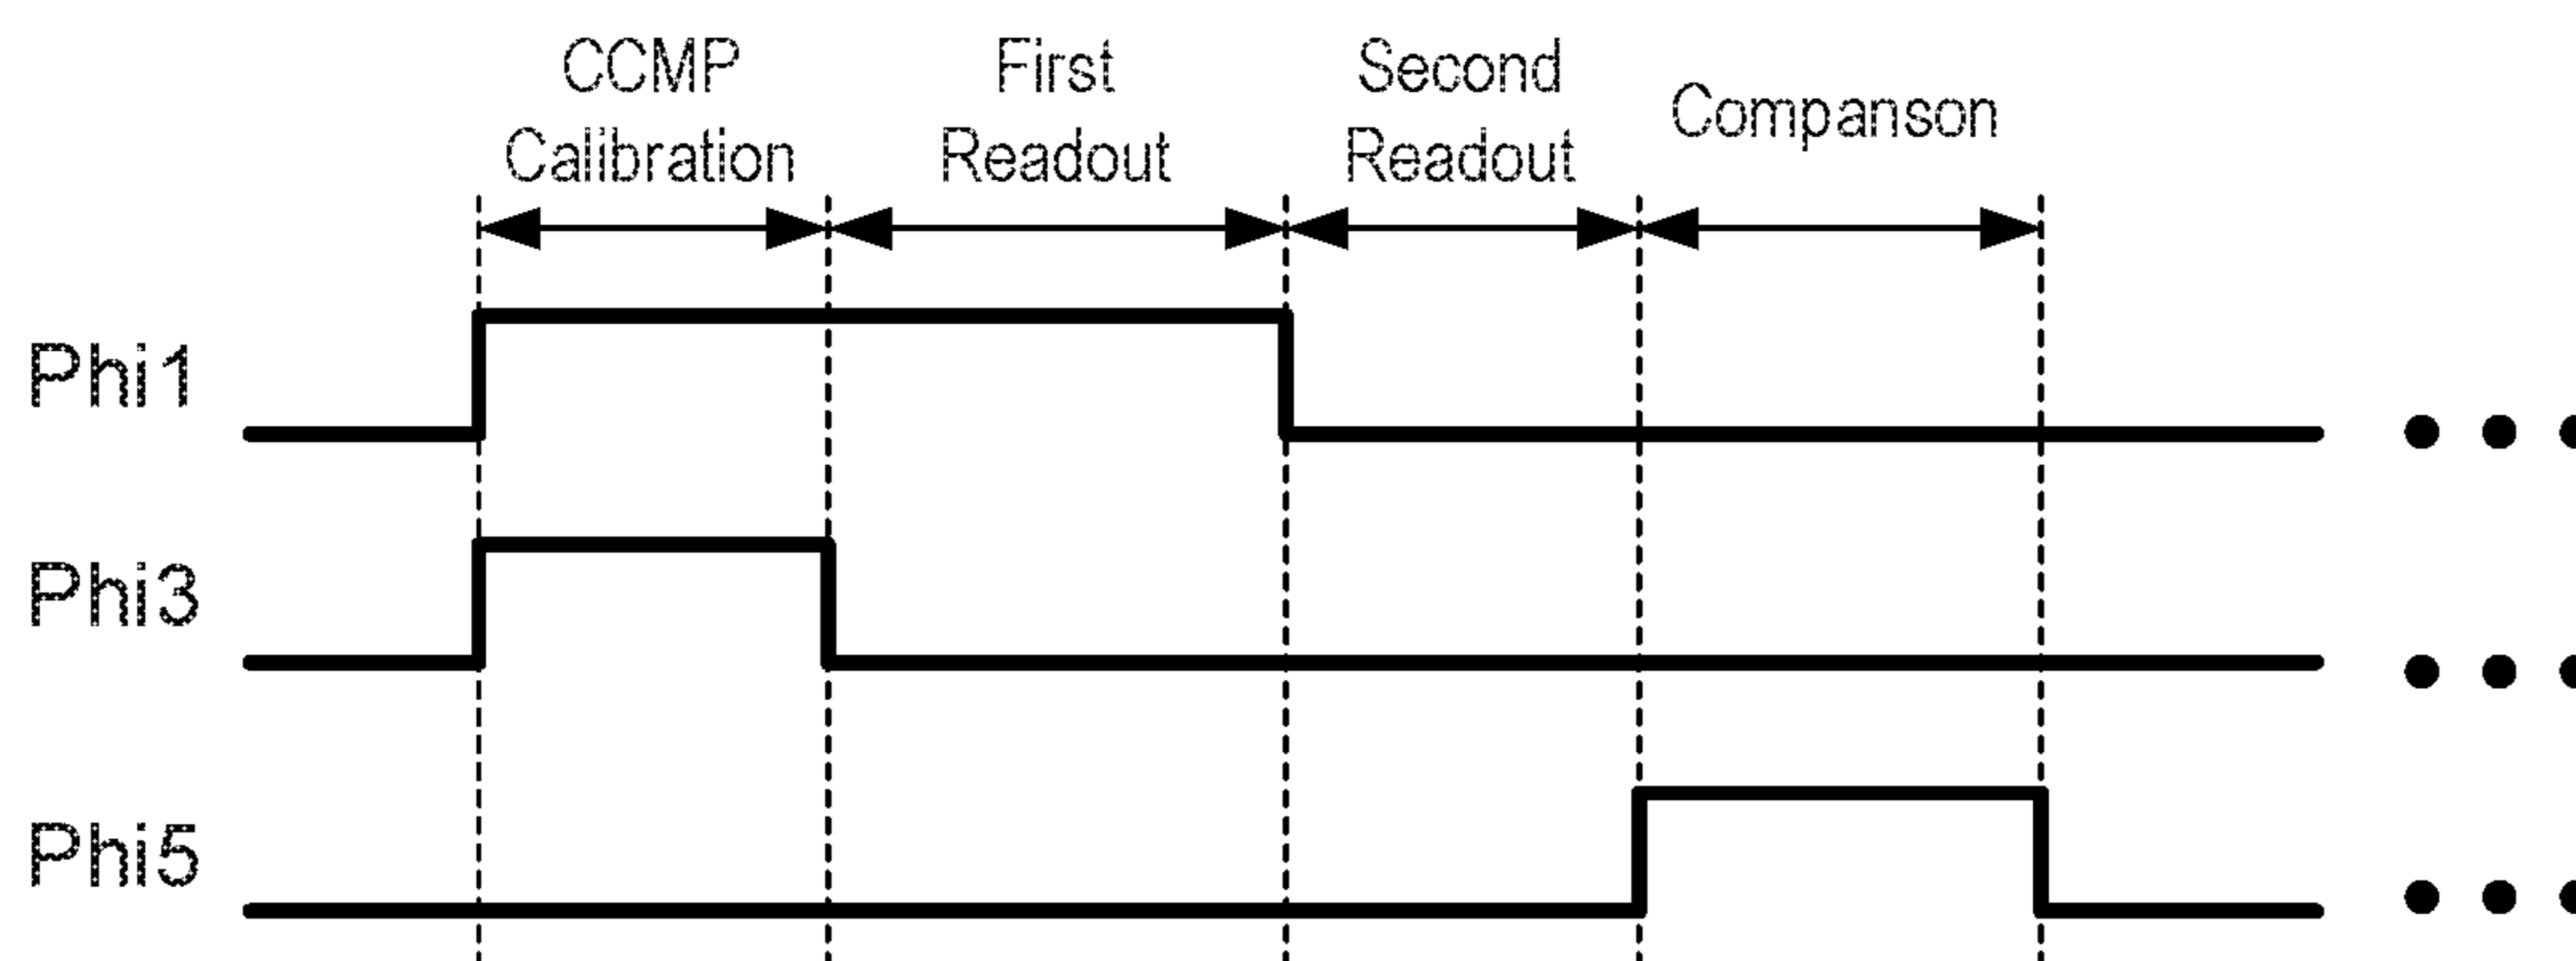 CCMP
Calibration
First
Readout
Second
Readout
Companson
Phi1
Phi3
Phi5